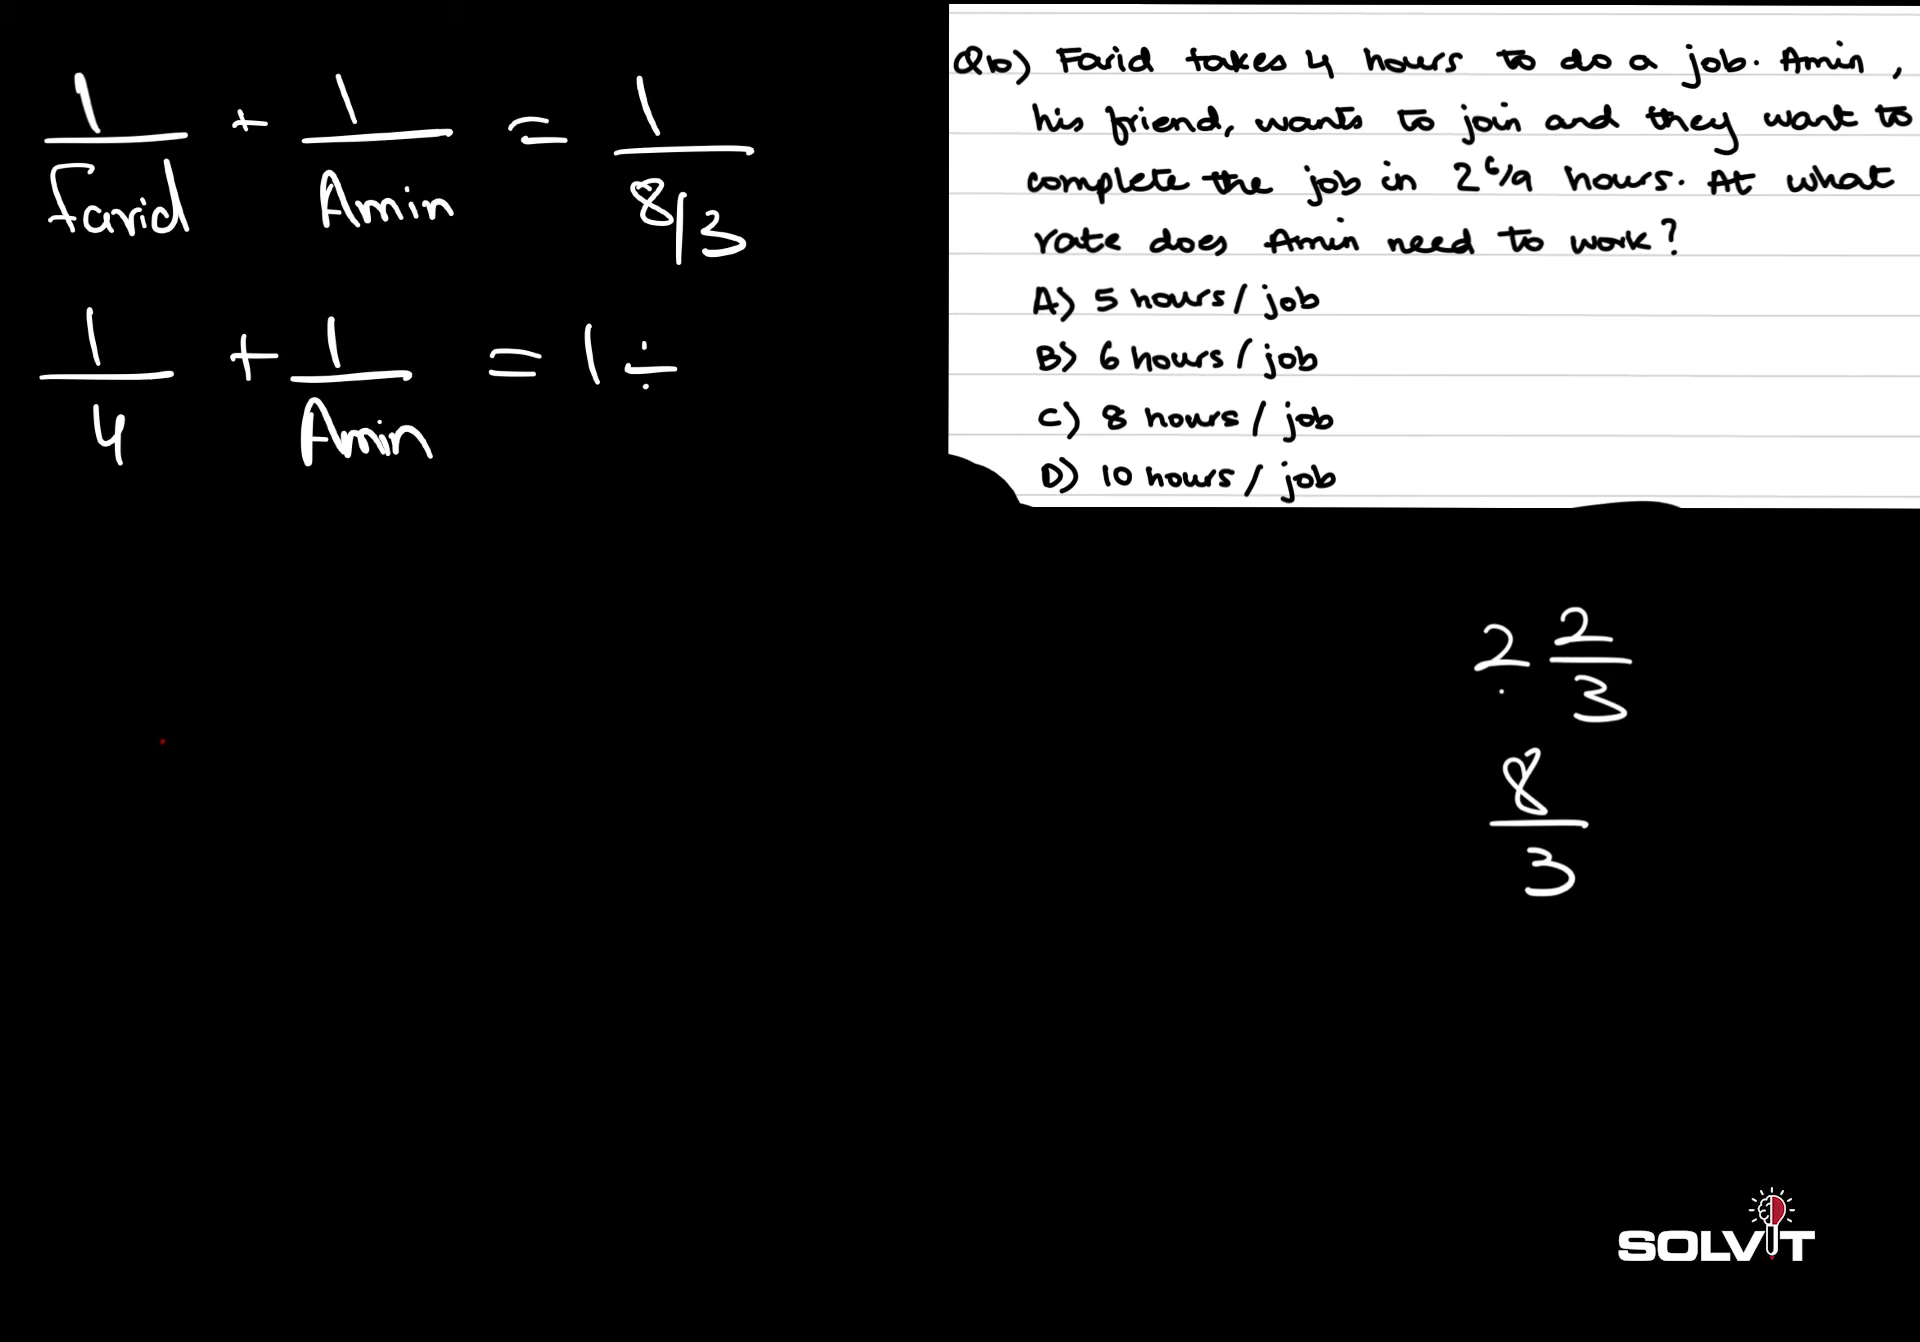 1/Farid + 1/Amin = 1/(8/3)
1/4 + 1/Amin = 1 ÷
Q10) Farid takes 4 hours to do a job. Amin,
his friend, wants to join and they want to
complete the job in 2 6/9 hours. At what
rate does Amin need to work?
A) 5 hours / job
B) 6 hours / job
C) 8 hours / job
D) 10 hours / job
2 2/3
8/3
SOLVIT